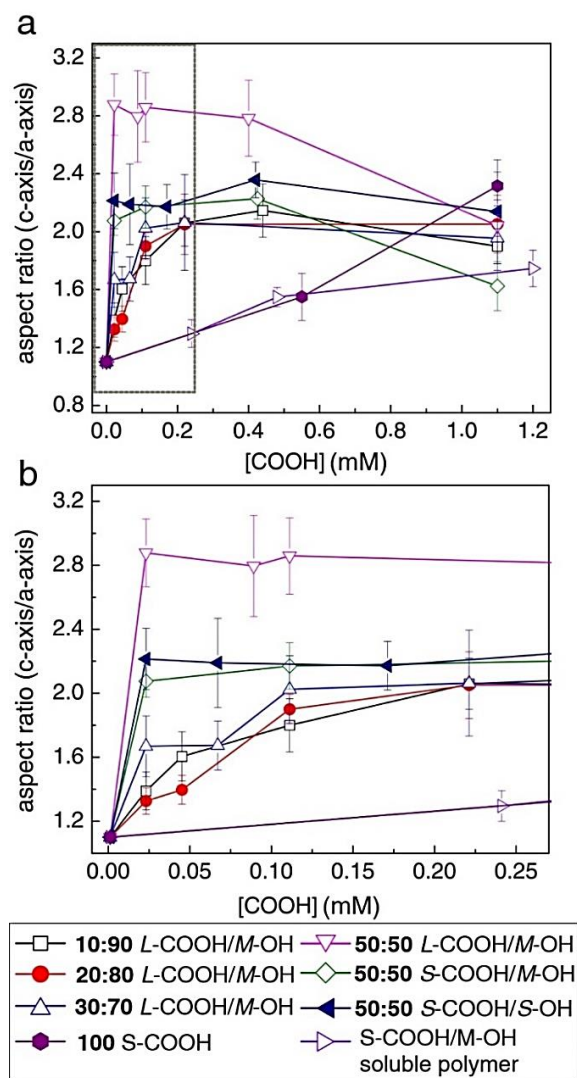 a
3.2
2.8
2.4
2.0
1.6
1.2
0.8
aspect ratio (c-axis/a-axis)
0.0 0.2 0.4 0.6 0.8 1.0 1.2
[COOH] (mM)
b
3.2
2.8
2.4
2.0
1.6
1.2
aspect ratio (c-axis/a-axis)
0.00 0.05 0.10 0.15 0.20 0.25
[COOH] (mM)
10:90 L-COOH/M-OH
20:80 L-COOH/M-OH
30:70 L-COOH/M-OH
100 S-COOH
50:50 L-COOH/M-OH
50:50 S-COOH/M-OH
50:50 S-COOH/S-OH
S-COOH/M-OH
soluble polymer